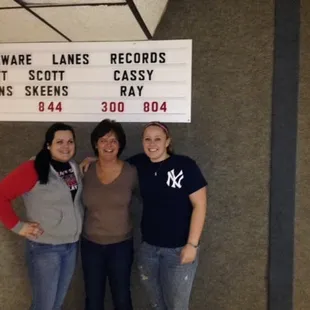 WARE LANES RECORDS
T SCOTT CASSY
NS SKEENS RAY
844 300 804
NY